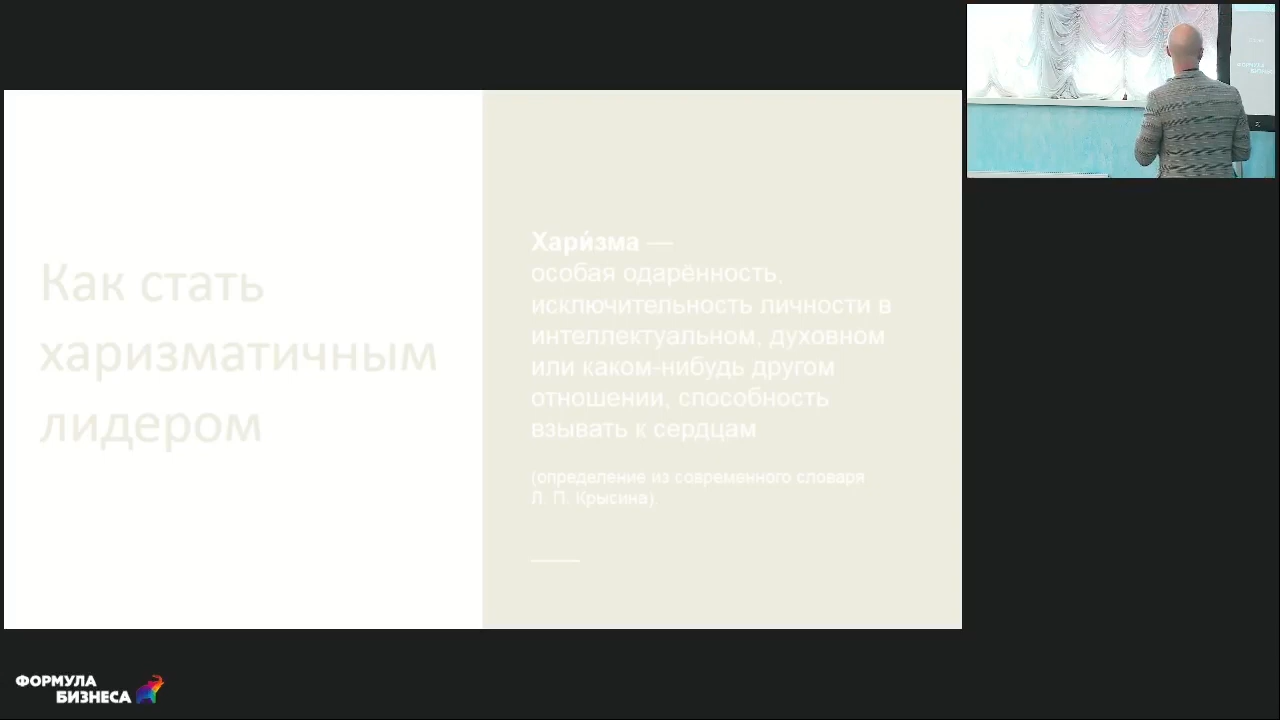 Как стать
харизматичным
лидером
Хари́зма —
особая одарённость,
исключительность личности в
интеллектуальном, духовном
или каком-нибудь другом
отношении, способность
взывать к сердцам
(определение из современного словаря
Л. П. Крысина).
ФОРМУЛА
БИЗНЕСА